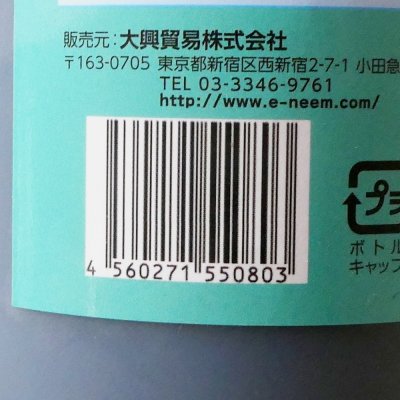 販売元：大興貿易株式会社
〒163-0705 東京都新宿区西新宿2-7-1 小田急
TEL 03-3346-9761
http://www.e-neem.com/
プラ
ボトル
キャップ
4 560271 550803